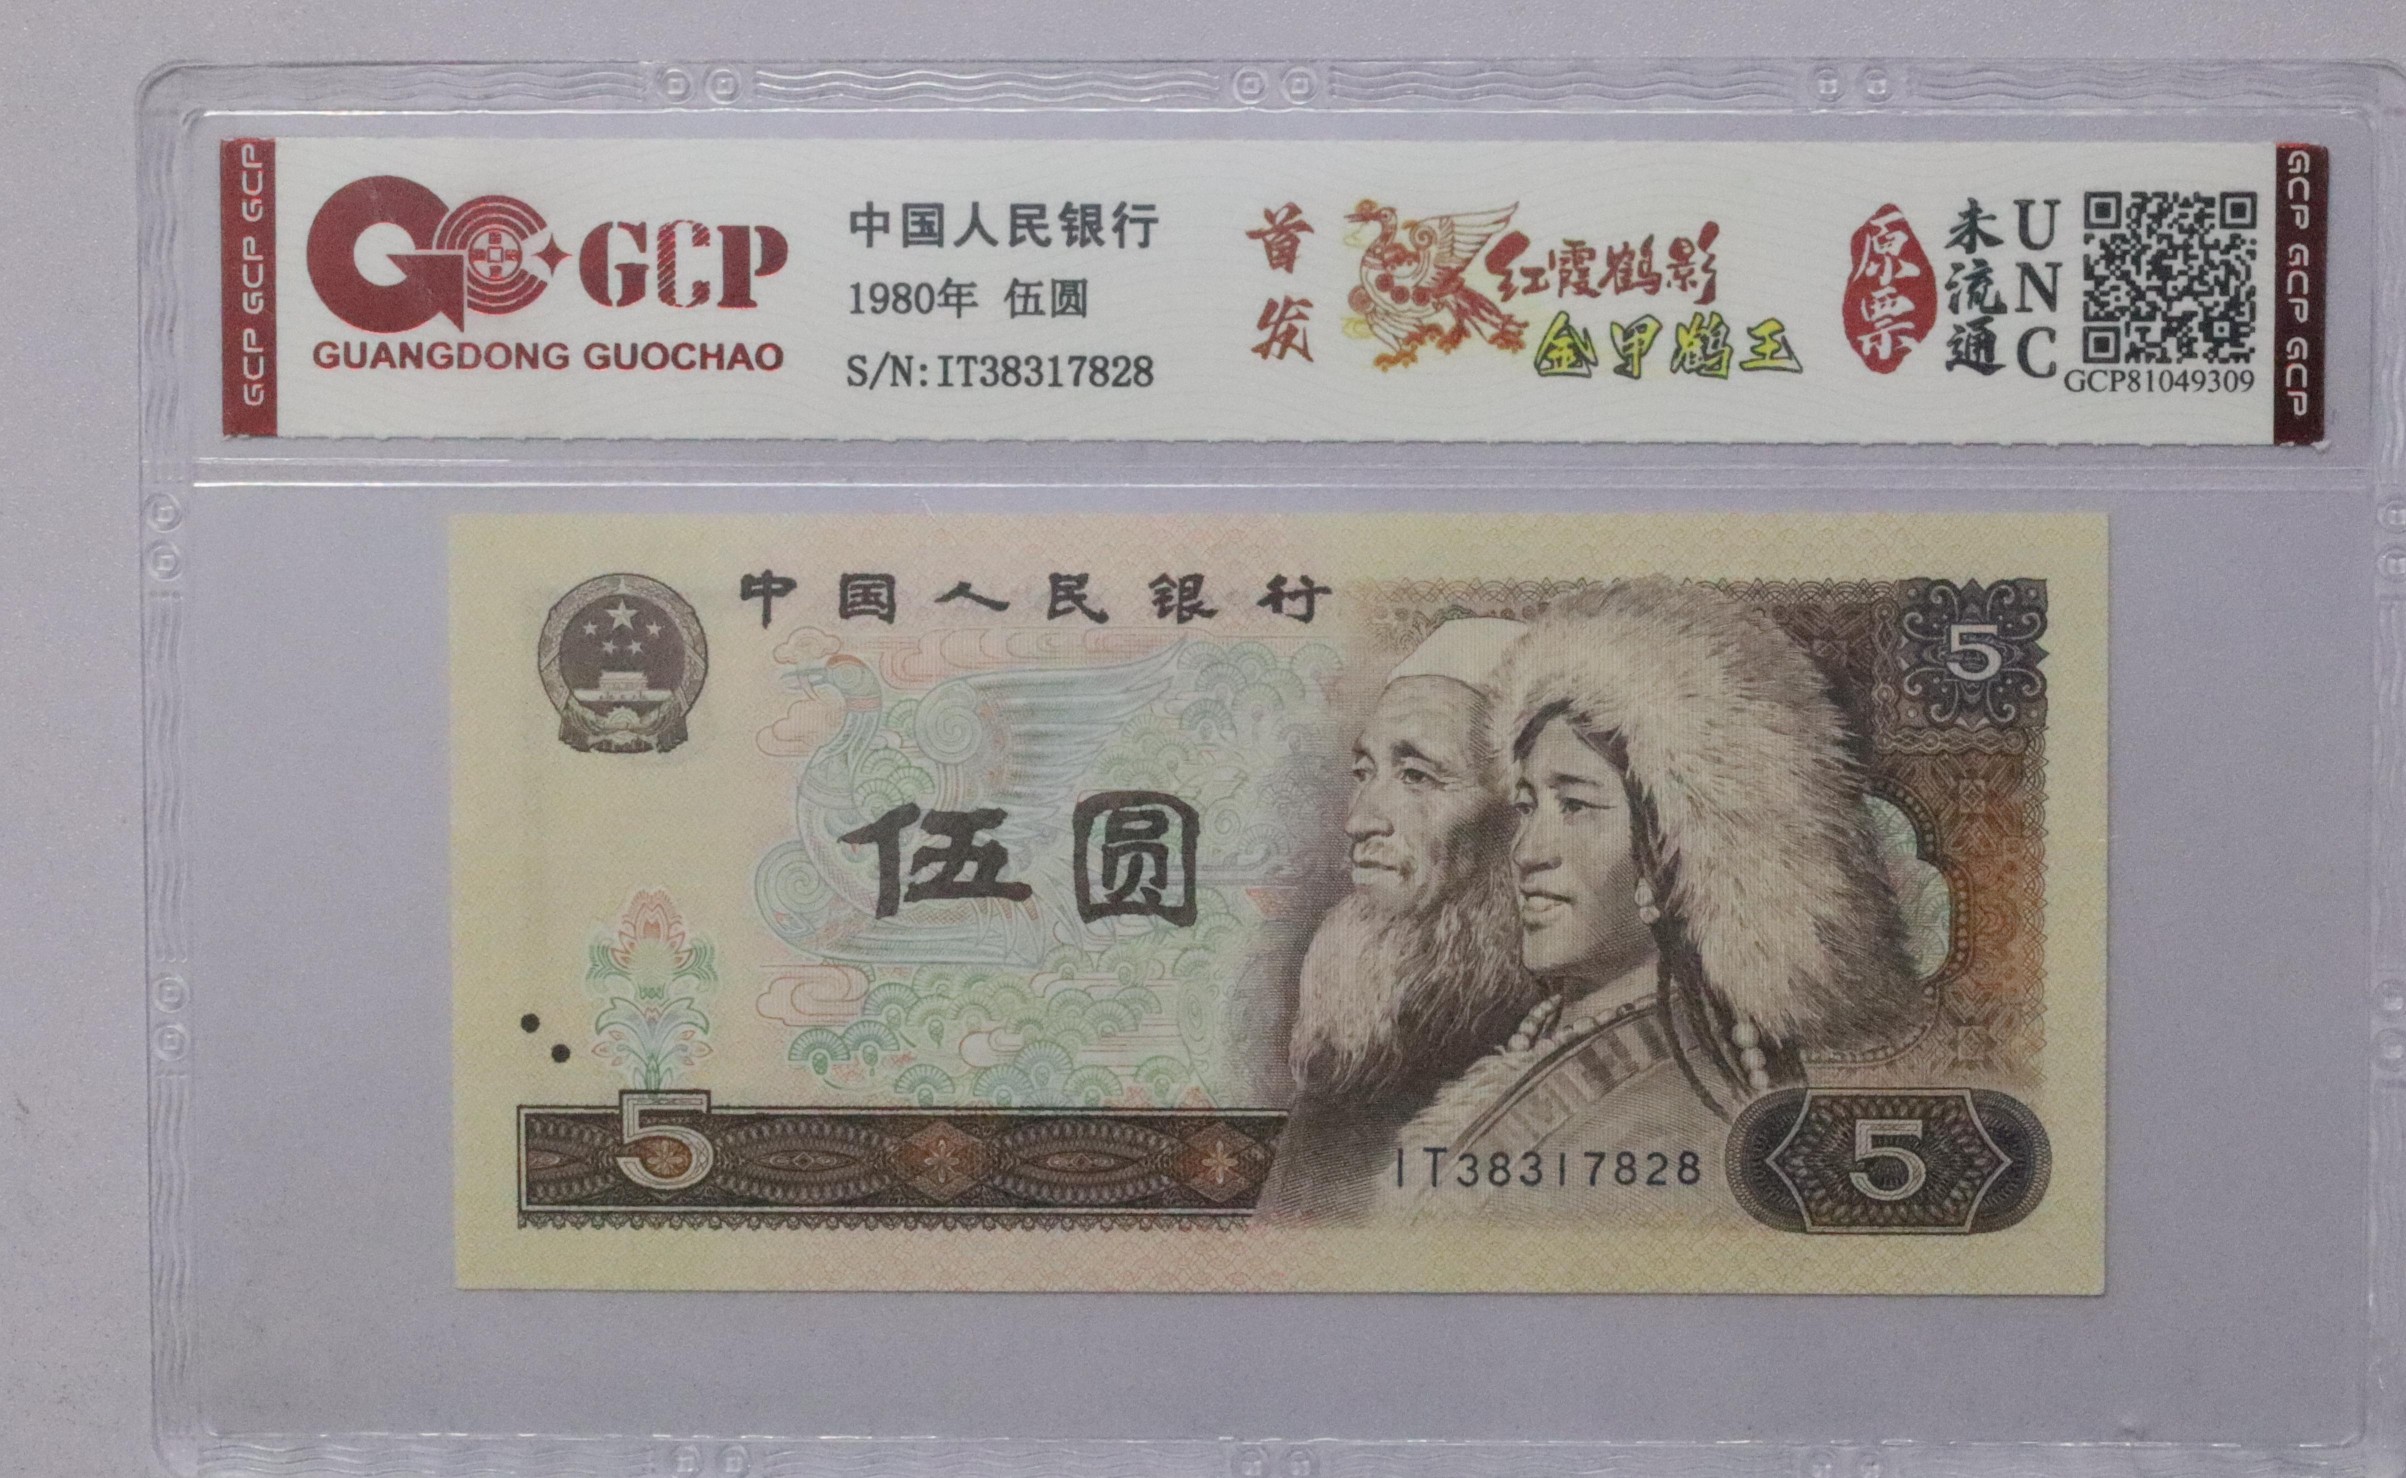 GCP GCP GCP
GCP
GUANGDONG GUOCHAO
中国人民银行
1980年 伍圆
S/N:IT38317828
首发
红霞鹤影
金甲鹤王
原票
未流通
UNC
GCP81049309
GCP GCP GCP
中国人民银行
5
伍圆
5
IT38317828
5